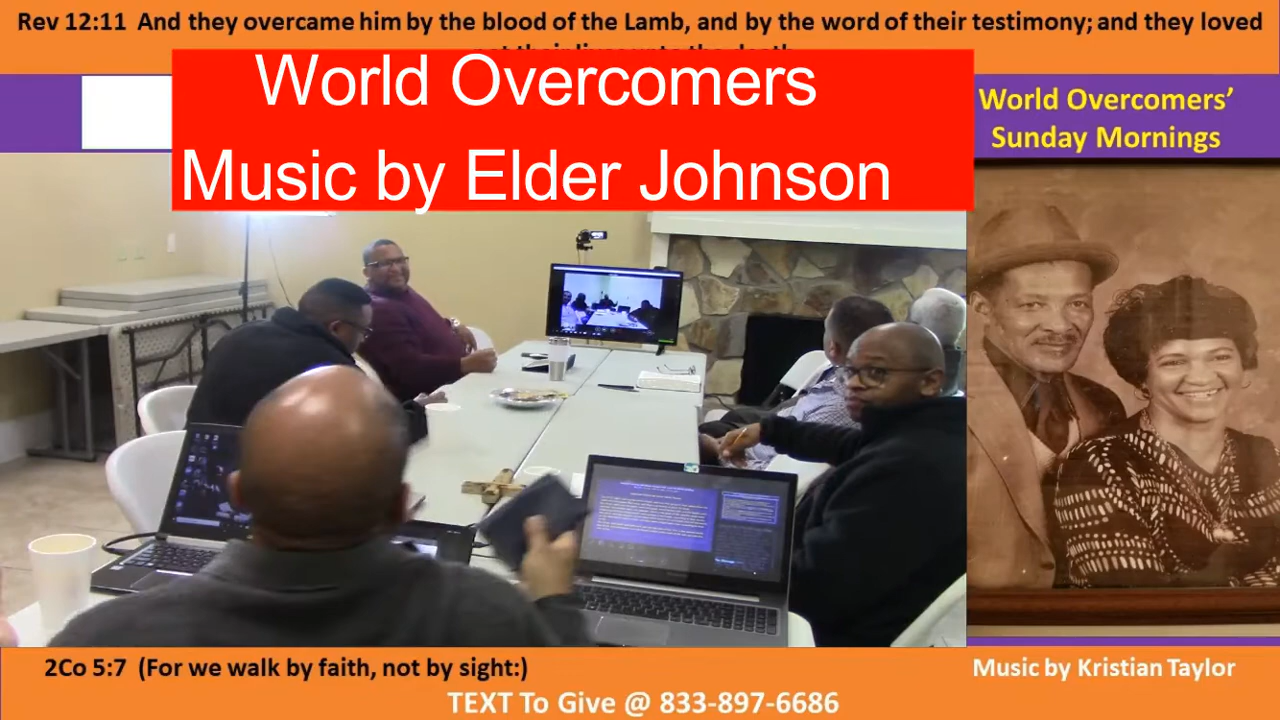 Rev 12:11 And they overcame him by the blood of the Lamb, and by the word of their testimony; and they loved
World Overcomers
Music by Elder Johnson
World Overcomers'
Sunday Mornings
2Co 5:7 (For we walk by faith, not by sight:)
Music by Kristian Taylor
TEXT To Give @ 833-897-6686